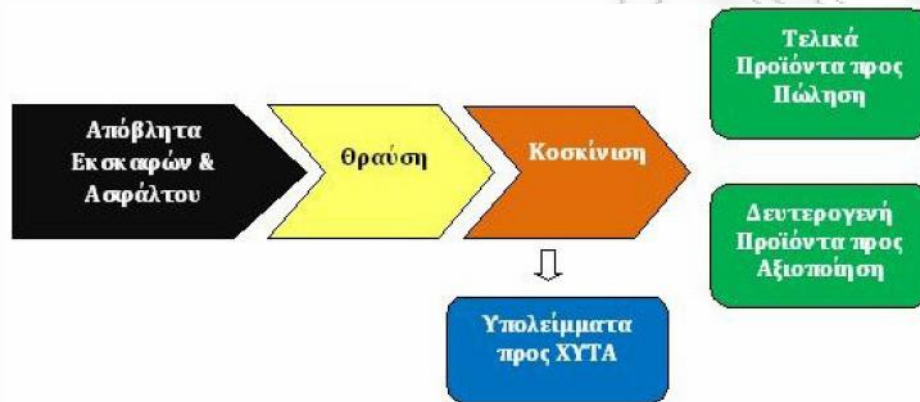 Απόβλητα
Εκσκαφών &
Ασφάλτου
Θραύση
Κοσκίνιση
Τελικά
Προϊόντα προς
Πώληση
Δευτερογενή
Προϊόντα προς
Αξιοποίηση
Υπολείμματα
προς ΧΥΤΑ